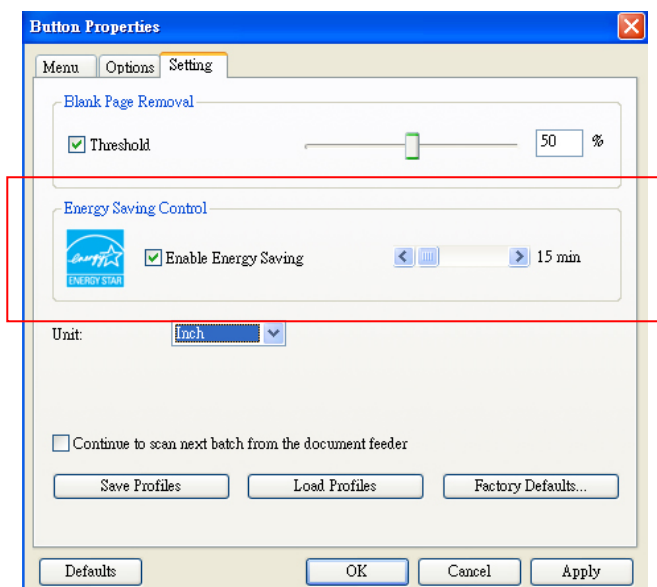 Button Properties
Menu Options Setting
Blank Page Removal
Threshold 50 %
Energy Saving Control
energy
ENERGY STAR
Enable Energy Saving 15 min
Unit: Inch
Continue to scan next batch from the document feeder
Save Profiles Load Profiles Factory Defaults...
Defaults OK Cancel Apply